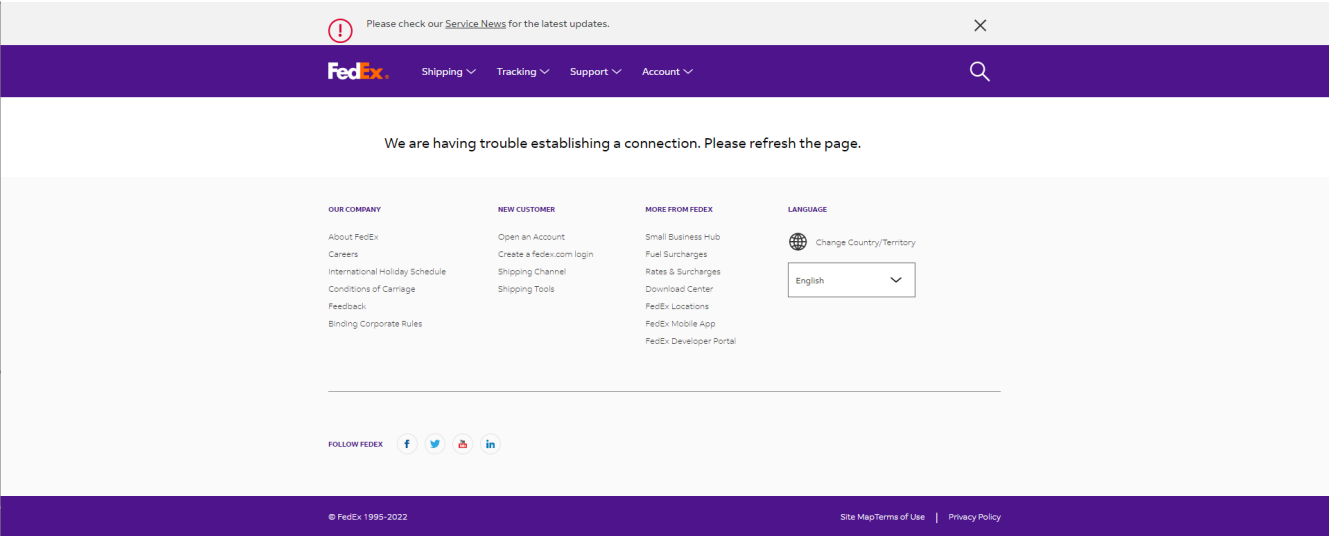 Please check our Service News for the latest updates.
FedEx.
Shipping
Tracking
Support
Account
We are having trouble establishing a connection. Please refresh the page.
OUR COMPANY
About FedEx
Careers
International Holiday Schedule
Conditions of Carriage
Feedback
Binding Corporate Rules
NEW CUSTOMER
Open an Account
Create a fedex.com login
Shipping Channel
Shipping Tools
MORE FROM FEDEX
Small Business Hub
Fuel Surcharges
Rates & Surcharges
Download Center
FedEx Locations
FedEx Mobile App
FedEx Developer Portal
LANGUAGE
Change Country/Territory
English
FOLLOW FEDEX
© FedEx 1995-2022
Site MapTerms of Use | Privacy Policy